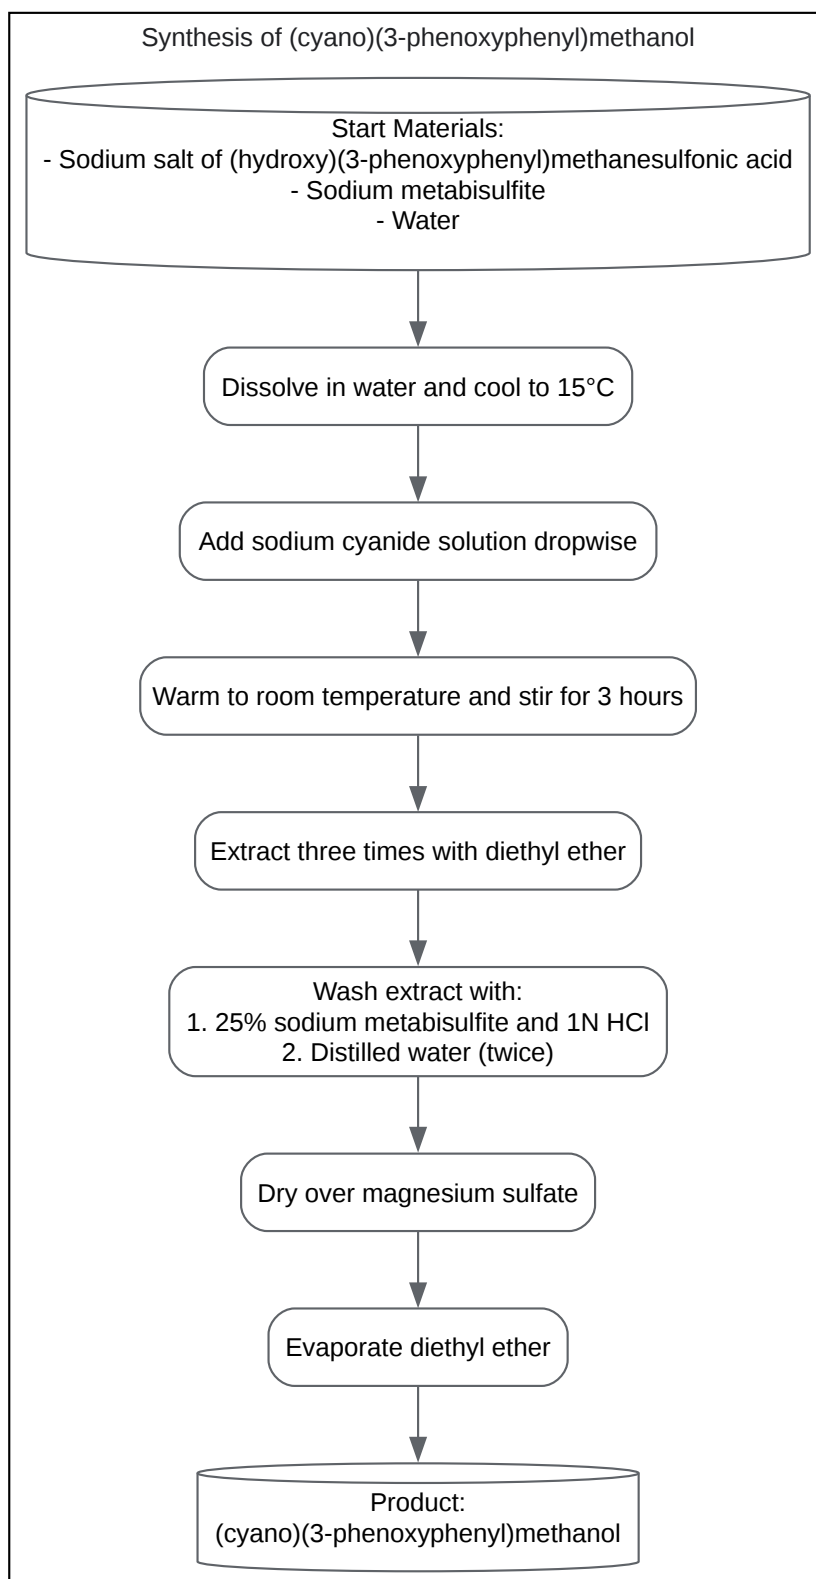 Synthesis of (cyano)(3-phenoxyphenyl)methanol
Start Materials:
- Sodium salt of (hydroxy)(3-phenoxyphenyl)methanesulfonic acid
- Sodium metabisulfite
- Water
Dissolve in water and cool to 15°C
Add sodium cyanide solution dropwise
Warm to room temperature and stir for 3 hours
Extract three times with diethyl ether
Wash extract with:
1. 25% sodium metabisulfite and 1N HCl
2. Distilled water (twice)
Dry over magnesium sulfate
Evaporate diethyl ether
Product:
(cyano)(3-phenoxyphenyl)methanol